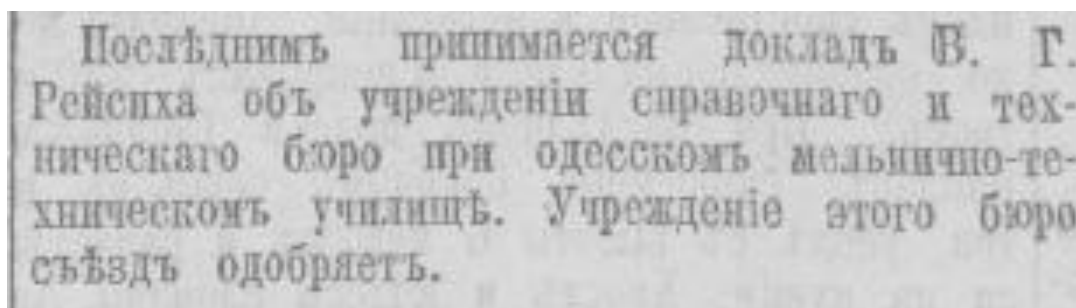 Послѣднимъ принимается докладъ В. Г.
Рейсиха объ учрежденіи справочнаго и тех-
ническаго бюро при одесскомъ мельнично-те-
хническомъ училищѣ. Учрежденіе этого бюро
съѣздъ одобряетъ.